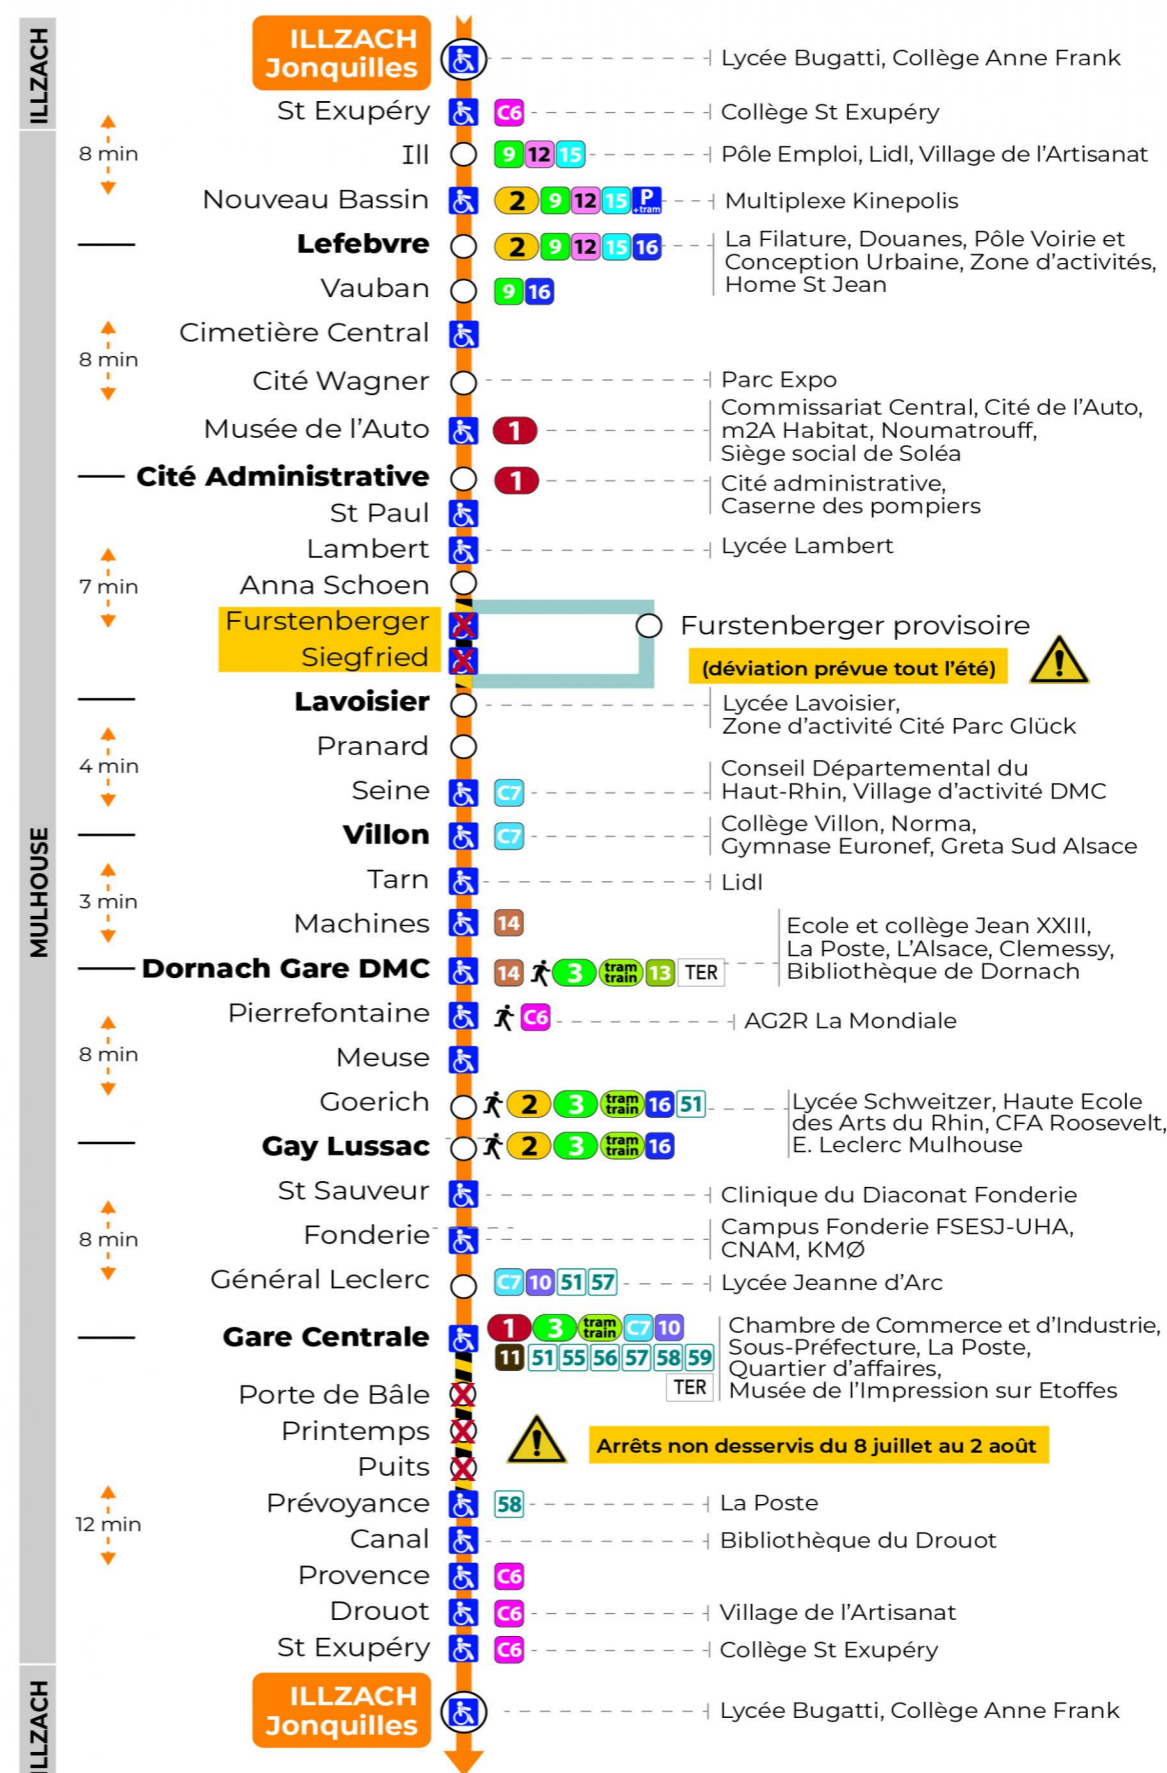 ILLZACH
ILLZACH
Jonquilles
Lycée Bugatti, Collège Anne Frank
St Exupéry C6 Collège St Exupéry
8 min
Ill 9 12 15 Pôle Emploi, Lidl, Village de l'Artisanat
Nouveau Bassin 2 9 12 15 P +tram Multiplexe Kinepolis
Lefebvre 2 9 12 15 16
La Filature, Douanes, Pôle Voirie et
Conception Urbaine, Zone d'activités,
Home St Jean
Vauban 9 16
Cimetière Central
8 min
Cité Wagner Parc Expo
Musée de l'Auto 1
Commissariat Central, Cité de l'Auto,
m2A Habitat, Noumatrouff,
Siège social de Soléa
Cité Administrative 1
Cité administrative,
Caserne des pompiers
St Paul
Lambert Lycée Lambert
7 min
Anna Schoen
Furstenberger Furstenberger provisoire
Siegfried (déviation prévue tout l'été)
Lavoisier
Lycée Lavoisier,
Zone d'activité Cité Parc Glück
Pranard
4 min
Seine C7
Conseil Départemental du
Haut-Rhin, Village d'activité DMC
MULHOUSE
Villon C7
Collège Villon, Norma,
Gymnase Euronef, Greta Sud Alsace
Tarn Lidl
3 min
Machines 14
Dornach Gare DMC 14 3 tram train 13 TER
Ecole et collège Jean XXIII,
La Poste, L'Alsace, Clemessy,
Bibliothèque de Dornach
Pierrefontaine C6 AG2R La Mondiale
8 min
Meuse
Goerich 2 3 tram train 16 51
Lycée Schweitzer, Haute Ecole
des Arts du Rhin, CFA Roosevelt,
E. Leclerc Mulhouse
Gay Lussac 2 3 tram train 16
St Sauveur Clinique du Diaconat Fonderie
8 min
Fonderie
Campus Fonderie FSESJ-UHA,
CNAM, KMØ
Général Leclerc C7 10 51 57 Lycée Jeanne d'Arc
Gare Centrale 1 3 tram train C7 10
11 51 55 56 57 58 59
TER
Chambre de Commerce et d'Industrie,
Sous-Préfecture, La Poste,
Quartier d'affaires,
Musée de l'Impression sur Etoffes
Porte de Bâle
Printemps
Arrêts non desservis du 8 juillet au 2 août
Puits
Prévoyance 58 La Poste
12 min
Canal Bibliothèque du Drouot
Provence C6
Drouot C6 Village de l'Artisanat
St Exupéry C6 Collège St Exupéry
ILLZACH
ILLZACH
Jonquilles
Lycée Bugatti, Collège Anne Frank